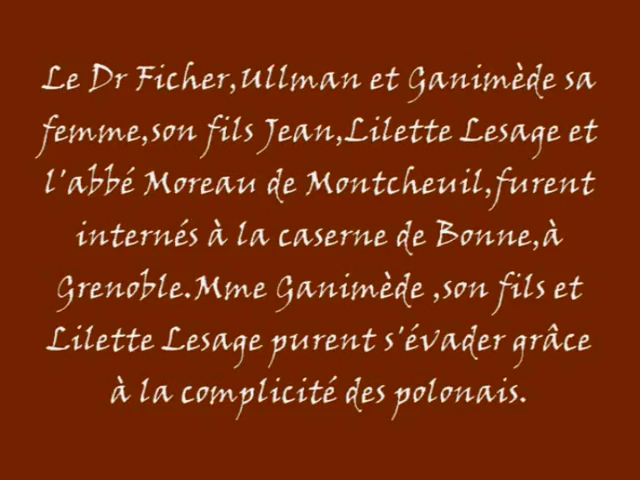 Le Dr Ficher,Ullman et Ganimède sa
femme,son fils Jean,Lilette Lesage et
l'abbé Moreau de Montcheuil,furent
internés à la caserne de Bonne,à
Grenoble.Mme Ganimède ,son fils et
Lilette Lesage purent s'évader grâce
à la complicité des polonais.